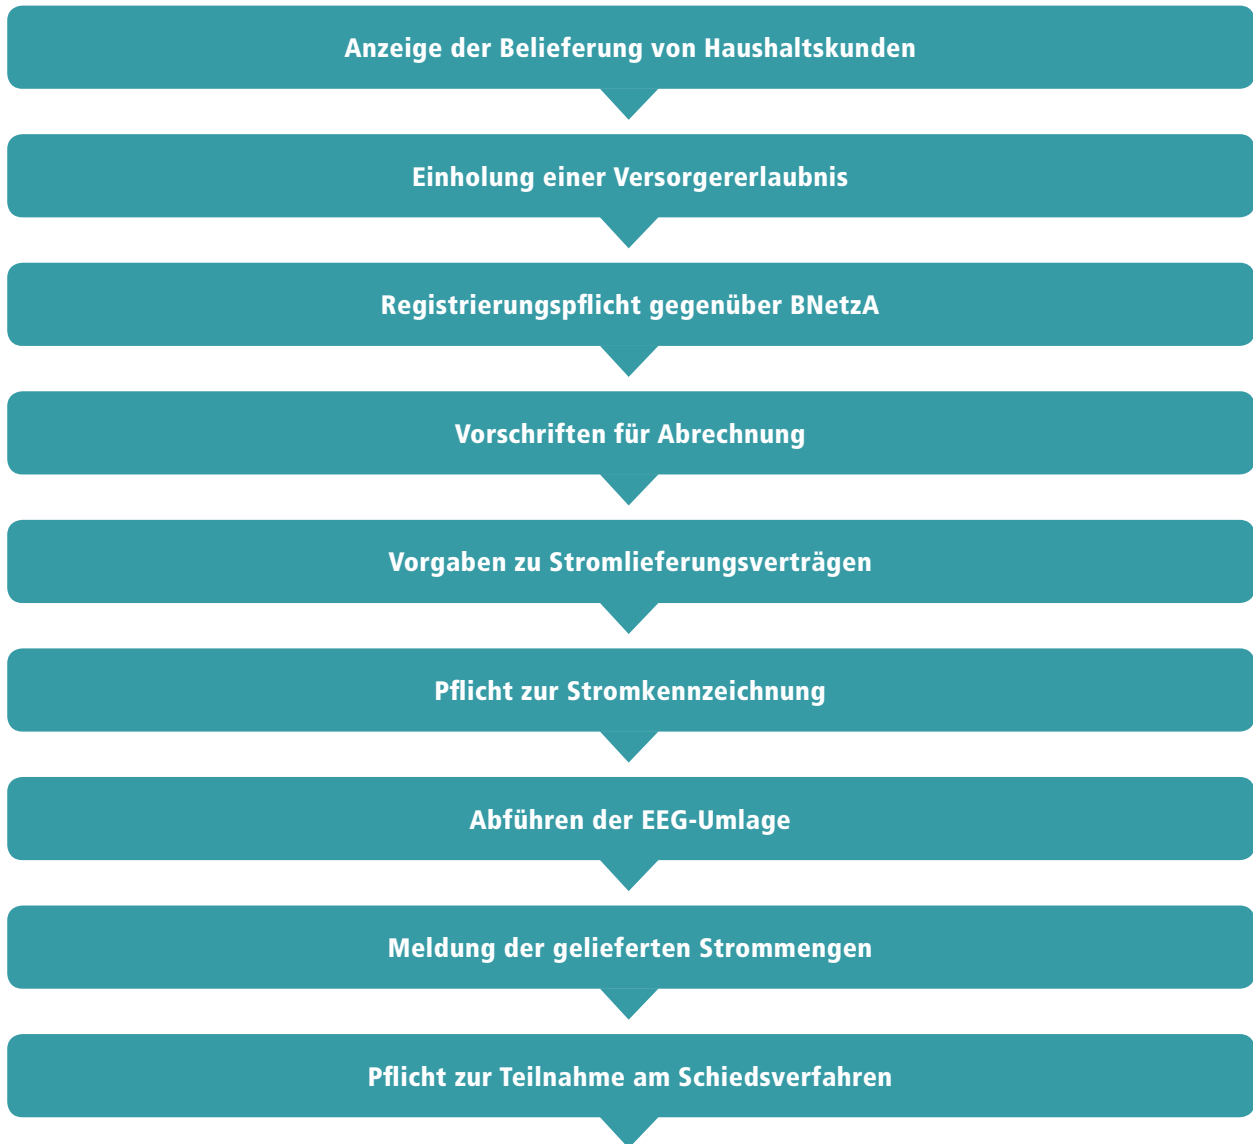 Anzeige der Belieferung von Haushaltskunden
Einholung einer Versorgererlaubnis
Registrierungspflicht gegenüber BNetzA
Vorschriften für Abrechnung
Vorgaben zu Stromlieferungsverträgen
Pflicht zur Stromkennzeichnung
Abführen der EEG-Umlage
Meldung der gelieferten Strommengen
Pflicht zur Teilnahme am Schiedsverfahren